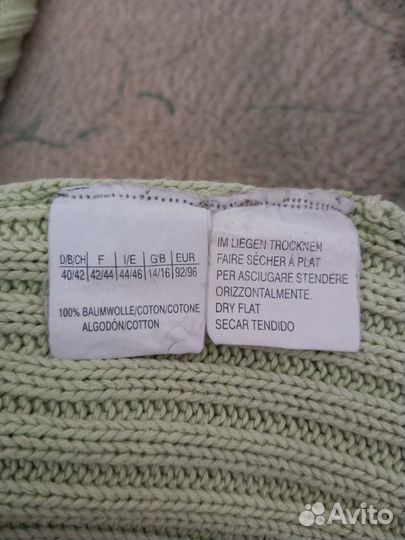 D/B/CH F I/E G/B EUR
40/42 42/44 44/46 14/16 92/96
100% BAUMWOLLE/COTON/COTONE
ALGODÓN/COTTON
IM LIEGEN TROCKNEN
FAIRE SÉCHER À PLAT
PER ASCIUGARE STENDERE
ORIZZONTALMENTE.
DRY FLAT
SECAR TENDIDO
Avito